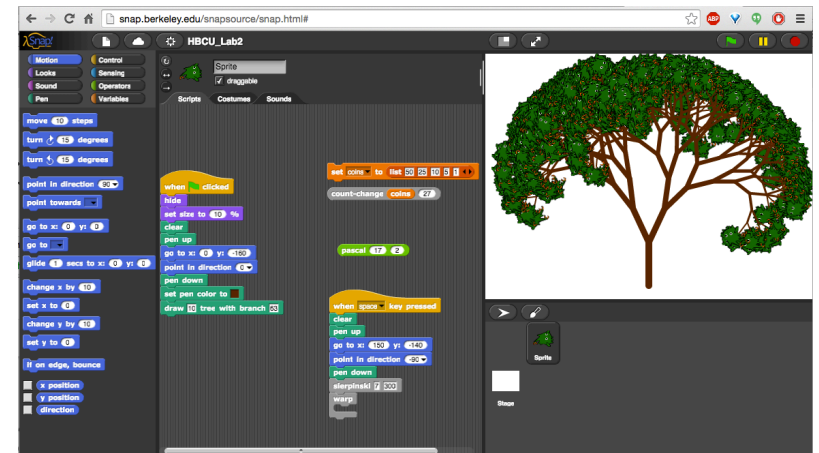 snap.berkeley.edu/snapsource/snap.html#
ABP
Snap!
HBCU_Lab2
Motion Control
Looks Sensing
Sound Operators
Pen Variables
Sprite
draggable
Scripts Costumes Sounds
move 10 steps
turn 15 degrees
turn 15 degrees
point in direction 90
point towards
go to x: 0 y: 0
go to
glide 1 secs to x: 0 y: 0
change x by 10
set x to 0
change y by 10
set y to 0
if on edge, bounce
x position
y position
direction
when clicked
hide
set size to 10 %
clear
pen up
go to x: 0 y: -160
point in direction 0
pen down
set pen color to
draw 10 tree with branch 53
set coins to list 50 25 10 5 1
count-change coins 27
pascal 17 2
when space key pressed
clear
pen up
go to x: 150 y: -140
point in direction -90
pen down
sierpinski 7 300
warp
Sprite
Stage